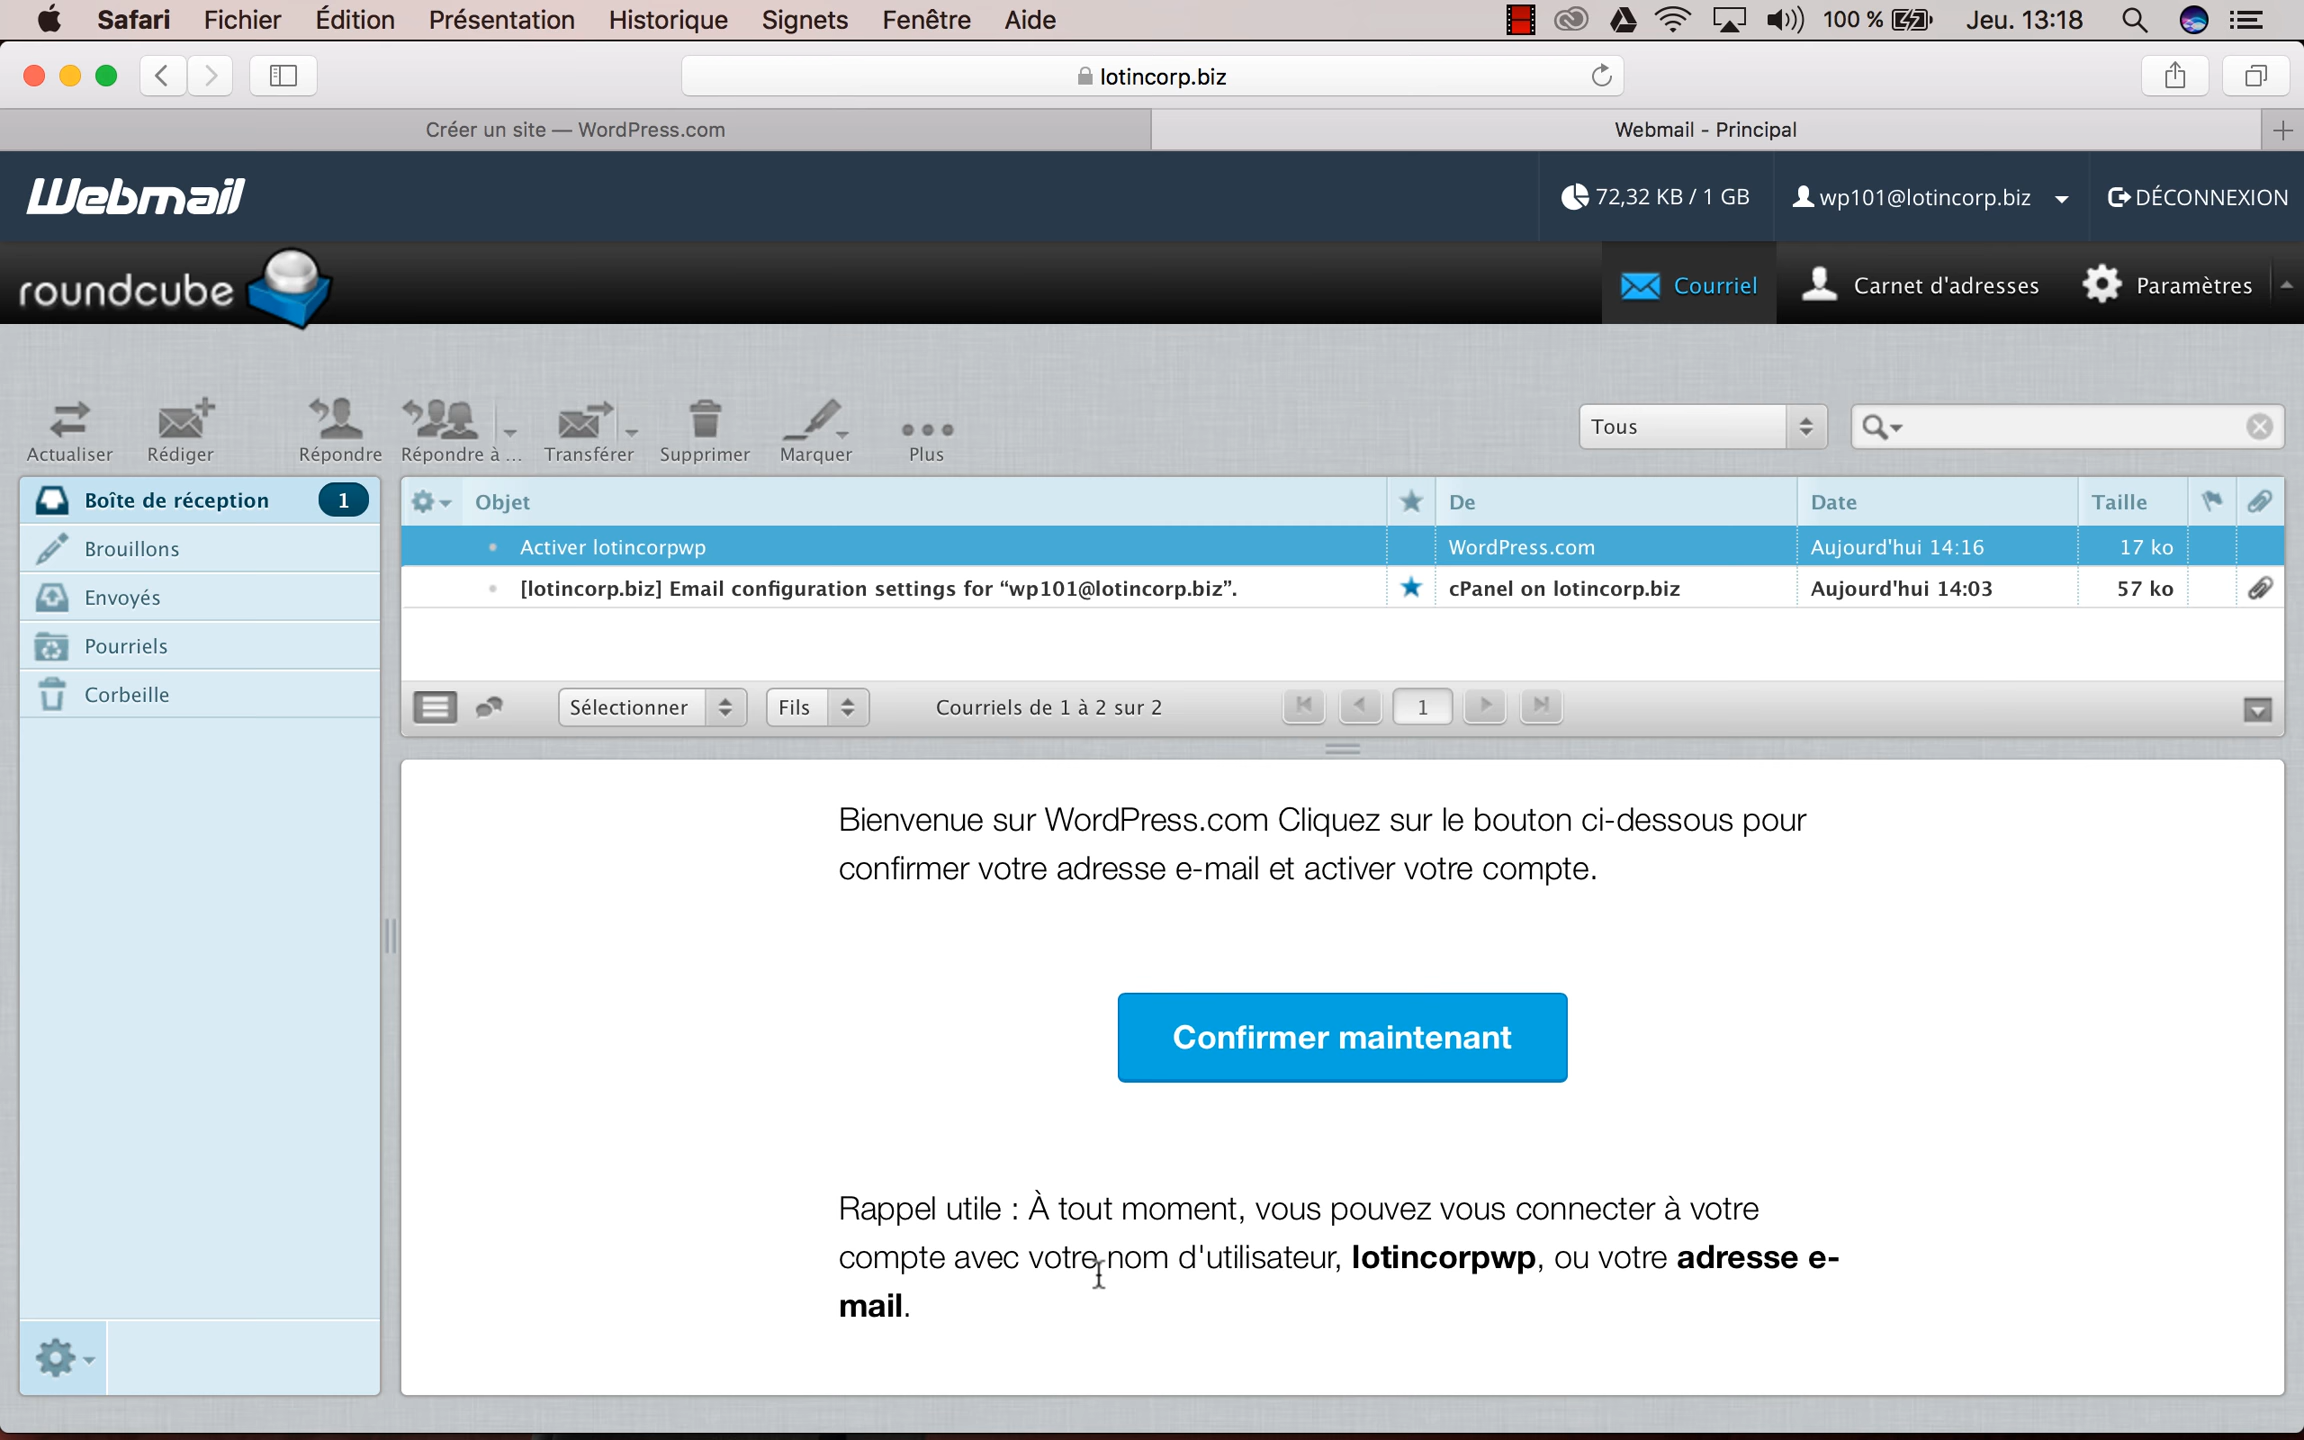 Safari Fichier Édition Présentation Historique Signets Fenêtre Aide 100 % Jeu. 13:18
lotincorp.biz
Créer un site — WordPress.com Webmail - Principal
Webmail 72,32 KB / 1 GB wp101@lotincorp.biz DÉCONNEXION
roundcube Courriel Carnet d'adresses Paramètres
Tous
Actualiser Rédiger Répondre Répondre à ... Transférer Supprimer Marquer Plus
Boîte de réception 1
Brouillons
Envoyés
Pourriels
Corbeille
Objet De Date Taille
Activer lotincorpwp WordPress.com Aujourd'hui 14:16 17 ko
[lotincorp.biz] Email configuration settings for “wp101@lotincorp.biz”. cPanel on lotincorp.biz Aujourd'hui 14:03 57 ko
Sélectionner Fils Courriels de 1 à 2 sur 2 1
Bienvenue sur WordPress.com Cliquez sur le bouton ci-dessous pour
confirmer votre adresse e-mail et activer votre compte.
Confirmer maintenant
Rappel utile : À tout moment, vous pouvez vous connecter à votre
compte avec votre nom d'utilisateur, lotincorpwp, ou votre adresse e-
mail.